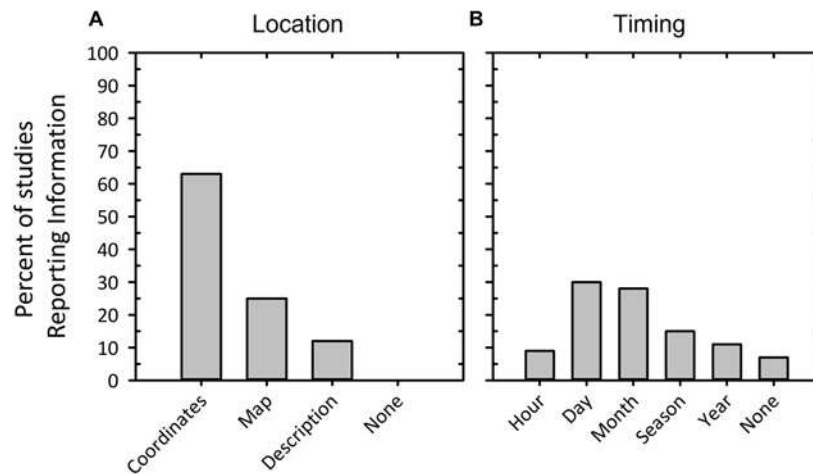 A Location
B Timing
Percent of studies
Reporting Information
100
90
80
70
60
50
40
30
20
10
0
Coordinates
Map
Description
None
Hour
Day
Month
Season
Year
None